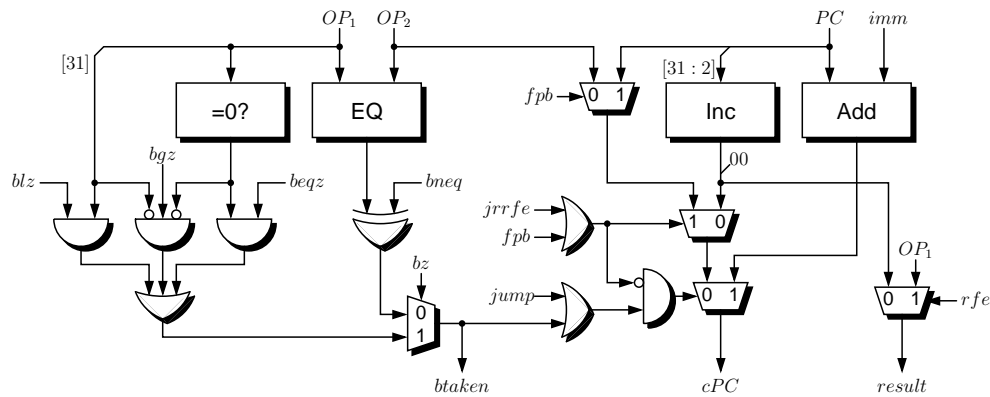 OP₁ OP₂ PC imm
[31] [31 : 2]
=0? EQ fpb 0 1 Inc Add
bgz 00
blz beqz bneq
jrrfe 1 0
fpb
bz OP₁
jump 0 1 0 1
0 rfe
1
btaken cPC result